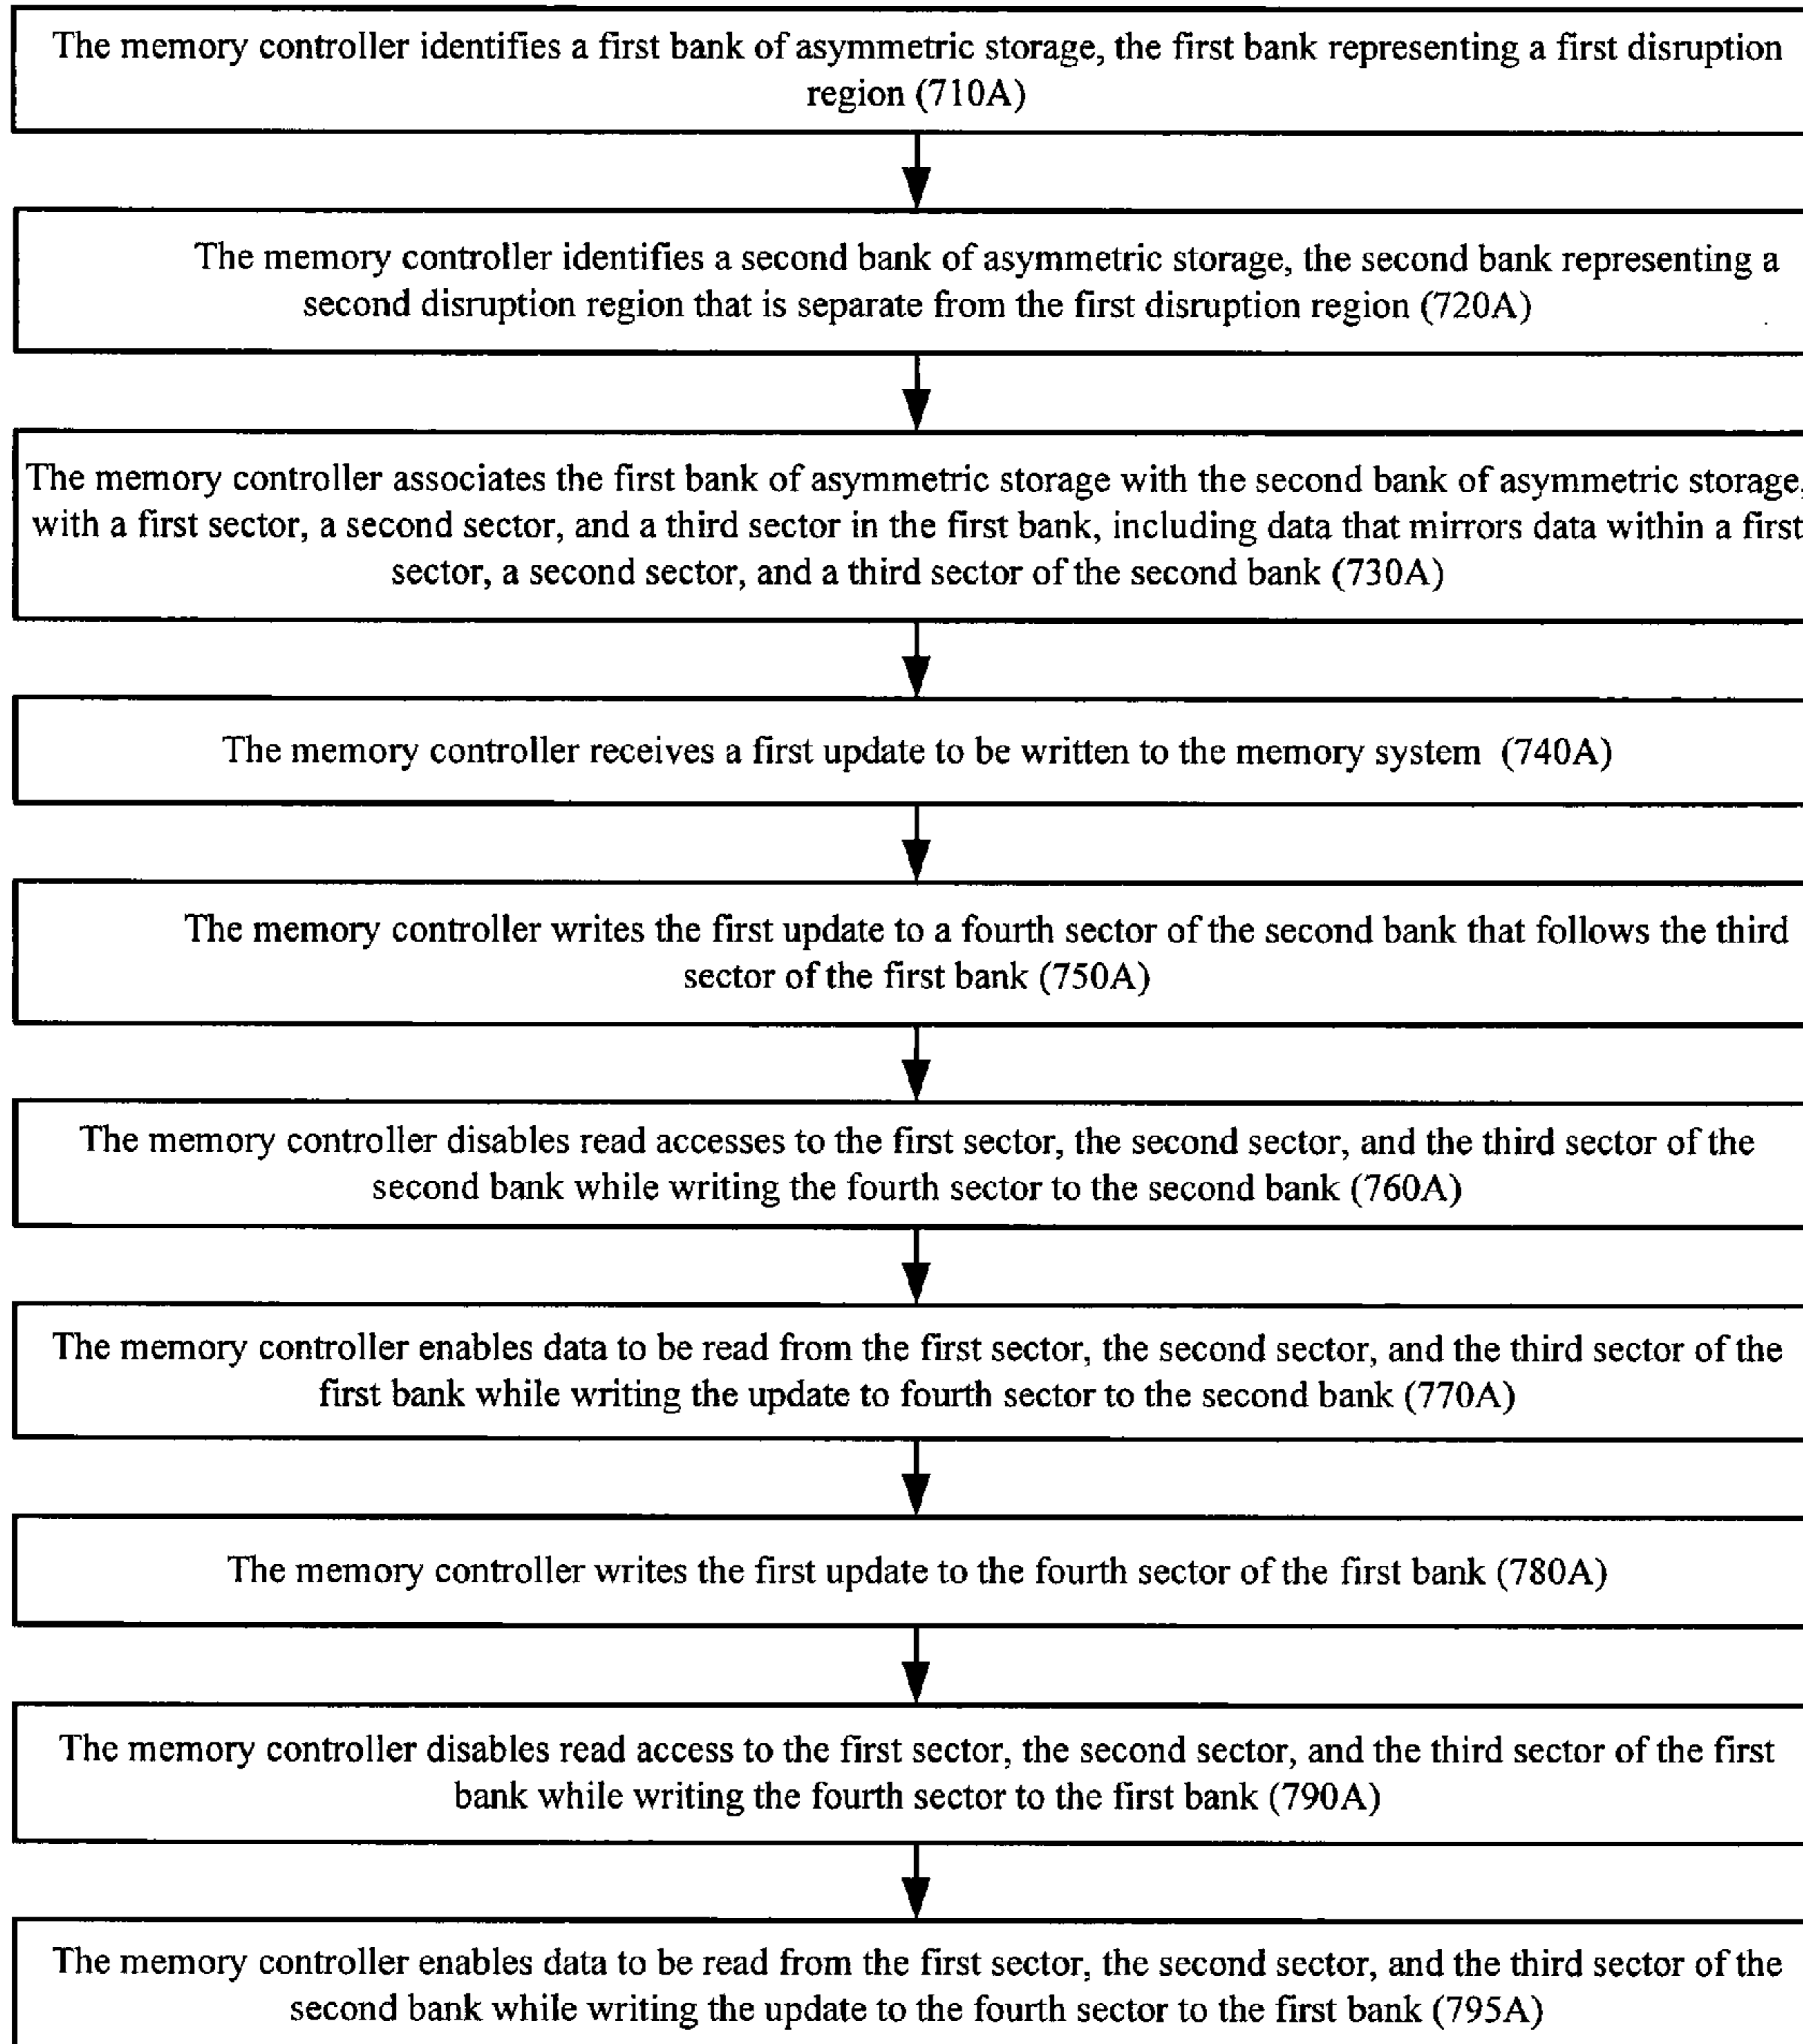 The memory controller identifies a first bank of asymmetric storage, the first bank representing a first disruption
region (710A)
The memory controller identifies a second bank of asymmetric storage, the second bank representing a
second disruption region that is separate from the first disruption region (720A)
The memory controller associates the first bank of asymmetric storage with the second bank of asymmetric storage,
with a first sector, a second sector, and a third sector in the first bank, including data that mirrors data within a first
sector, a second sector, and a third sector of the second bank (730A)
The memory controller receives a first update to be written to the memory system (740A)
The memory controller writes the first update to a fourth sector of the second bank that follows the third
sector of the first bank (750A)
The memory controller disables read accesses to the first sector, the second sector, and the third sector of the
second bank while writing the fourth sector to the second bank (760A)
The memory controller enables data to be read from the first sector, the second sector, and the third sector of the
first bank while writing the update to fourth sector to the second bank (770A)
The memory controller writes the first update to the fourth sector of the first bank (780A)
The memory controller disables read access to the first sector, the second sector, and the third sector of the first
bank while writing the fourth sector to the first bank (790A)
The memory controller enables data to be read from the first sector, the second sector, and the third sector of the
second bank while writing the update to the fourth sector to the first bank (795A)